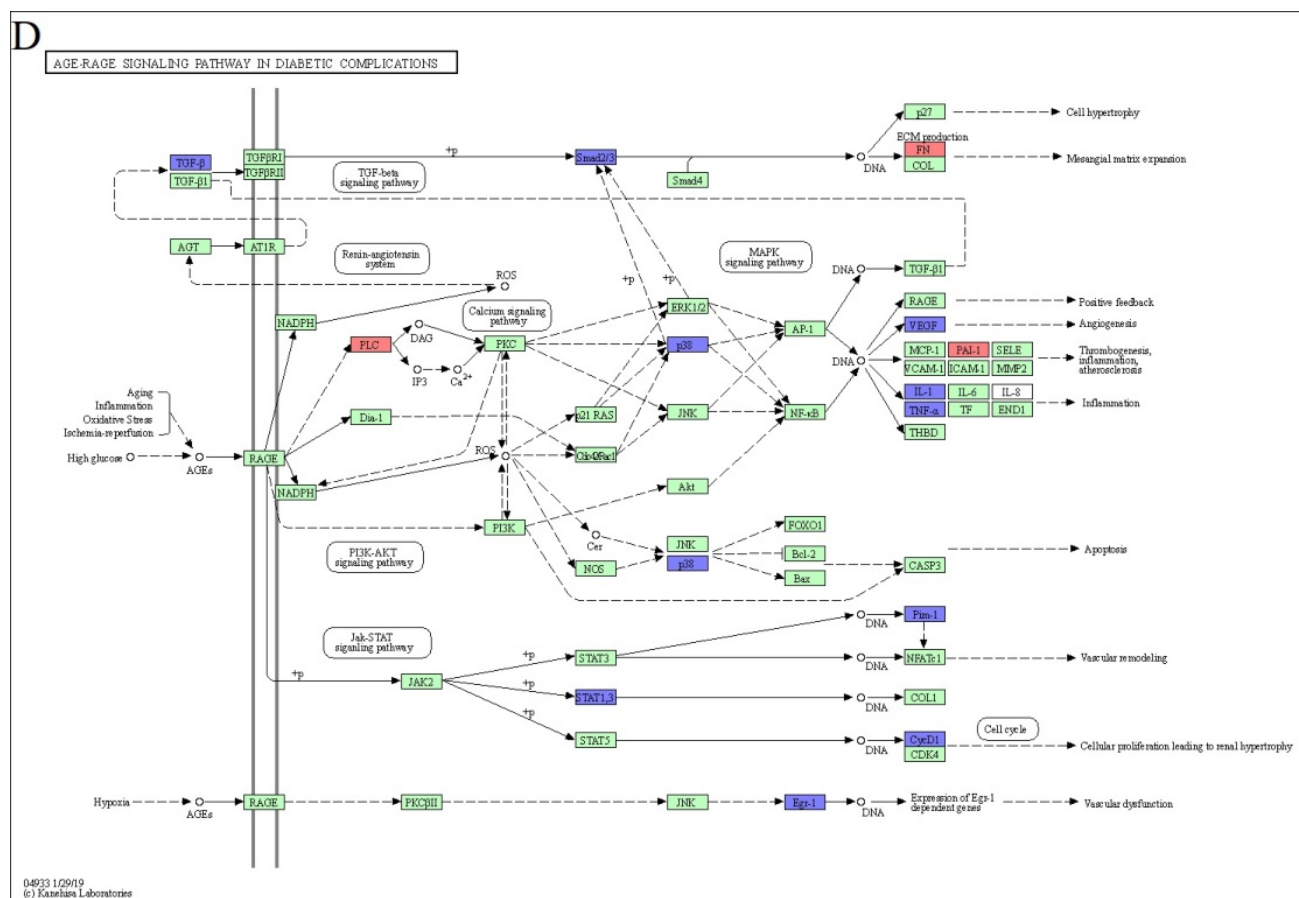 D
AGE-RAGE SIGNALING PATHWAY IN DIABETIC COMPLICATIONS
p27
Cell hypertrophy
ECM production
TGF-β
TGFβRI
+p
Smad2/3
DNA
FN
Mesangial matrix expansion
TGF-β1
TGFβRII
TGF-beta
signaling pathway
Smad4
COL
AGT
AT1R
Renin-angiotensin
system
MAPK
signaling pathway
ROS
+p
+p
DNA
TGF-β1
NADPH
Calcium signaling
pathway
ERK1/2
RAGE
Positive feedback
DAG
AP-1
VEGF
Angiogenesis
PLC
PKC
p38
DNA
MCP-1
PAI-1
SELE
Thrombogenesis,
inflammation,
atherosclerosis
IP3
Ca2+
VCAM-1
ICAM-1
MMP2
Aging
Inflammation
Oxidative Stress
Ischemia-reperfusion
IL-1
IL-6
IL-8
Inflammation
Dia-1
p21 RAS
JNK
NF-κB
TNF-α
TF
END1
THBD
High glucose
AGEs
RAGE
ROS
NADPH
Akt
PI3K
Cer
FOXO1
PI3K-AKT
signaling pathway
JNK
Bcl-2
Apoptosis
NOS
p38
Bax
CASP3
DNA
Pim-1
Jak-STAT
siganling pathway
+p
STAT3
DNA
NFATc1
Vascular remodeling
+p
JAK2
+p
STAT1,3
DNA
COL1
+p
STAT5
DNA
CycD1
Cell cycle
CDK4
Cellular proliferation leading to renal hypertrophy
Hypoxia
AGEs
RAGE
PKCβII
JNK
Egr-1
DNA
Expression of Egr-1
dependent genes
Vascular dysfunction
04933 1/29/19
(c) Kanehisa Laboratories